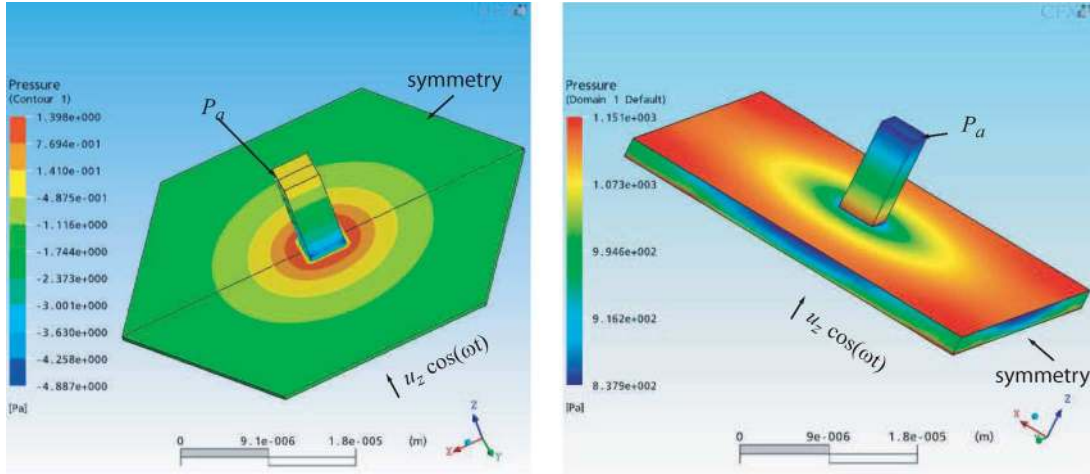 CFX
Pressure
(Contour 1)
1.398e+000
7.694e-001
1.410e-001
-4.875e-001
-1.116e+000
-1.744e+000
-2.373e+000
-3.001e+000
-3.630e+000
-4.258e+000
-4.887e+000
[Pa]
symmetry
Pa
uz cos(ωt)
Z
X
Y
0 9.1e-006 1.8e-005 (m)
CFX
Pressure
(Domain 1 Default)
1.151e+003
1.073e+003
9.946e+002
9.162e+002
8.379e+002
[Pa]
Pa
uz cos(ωt)
symmetry
X
Z
0 9e-006 1.8e-005 (m)